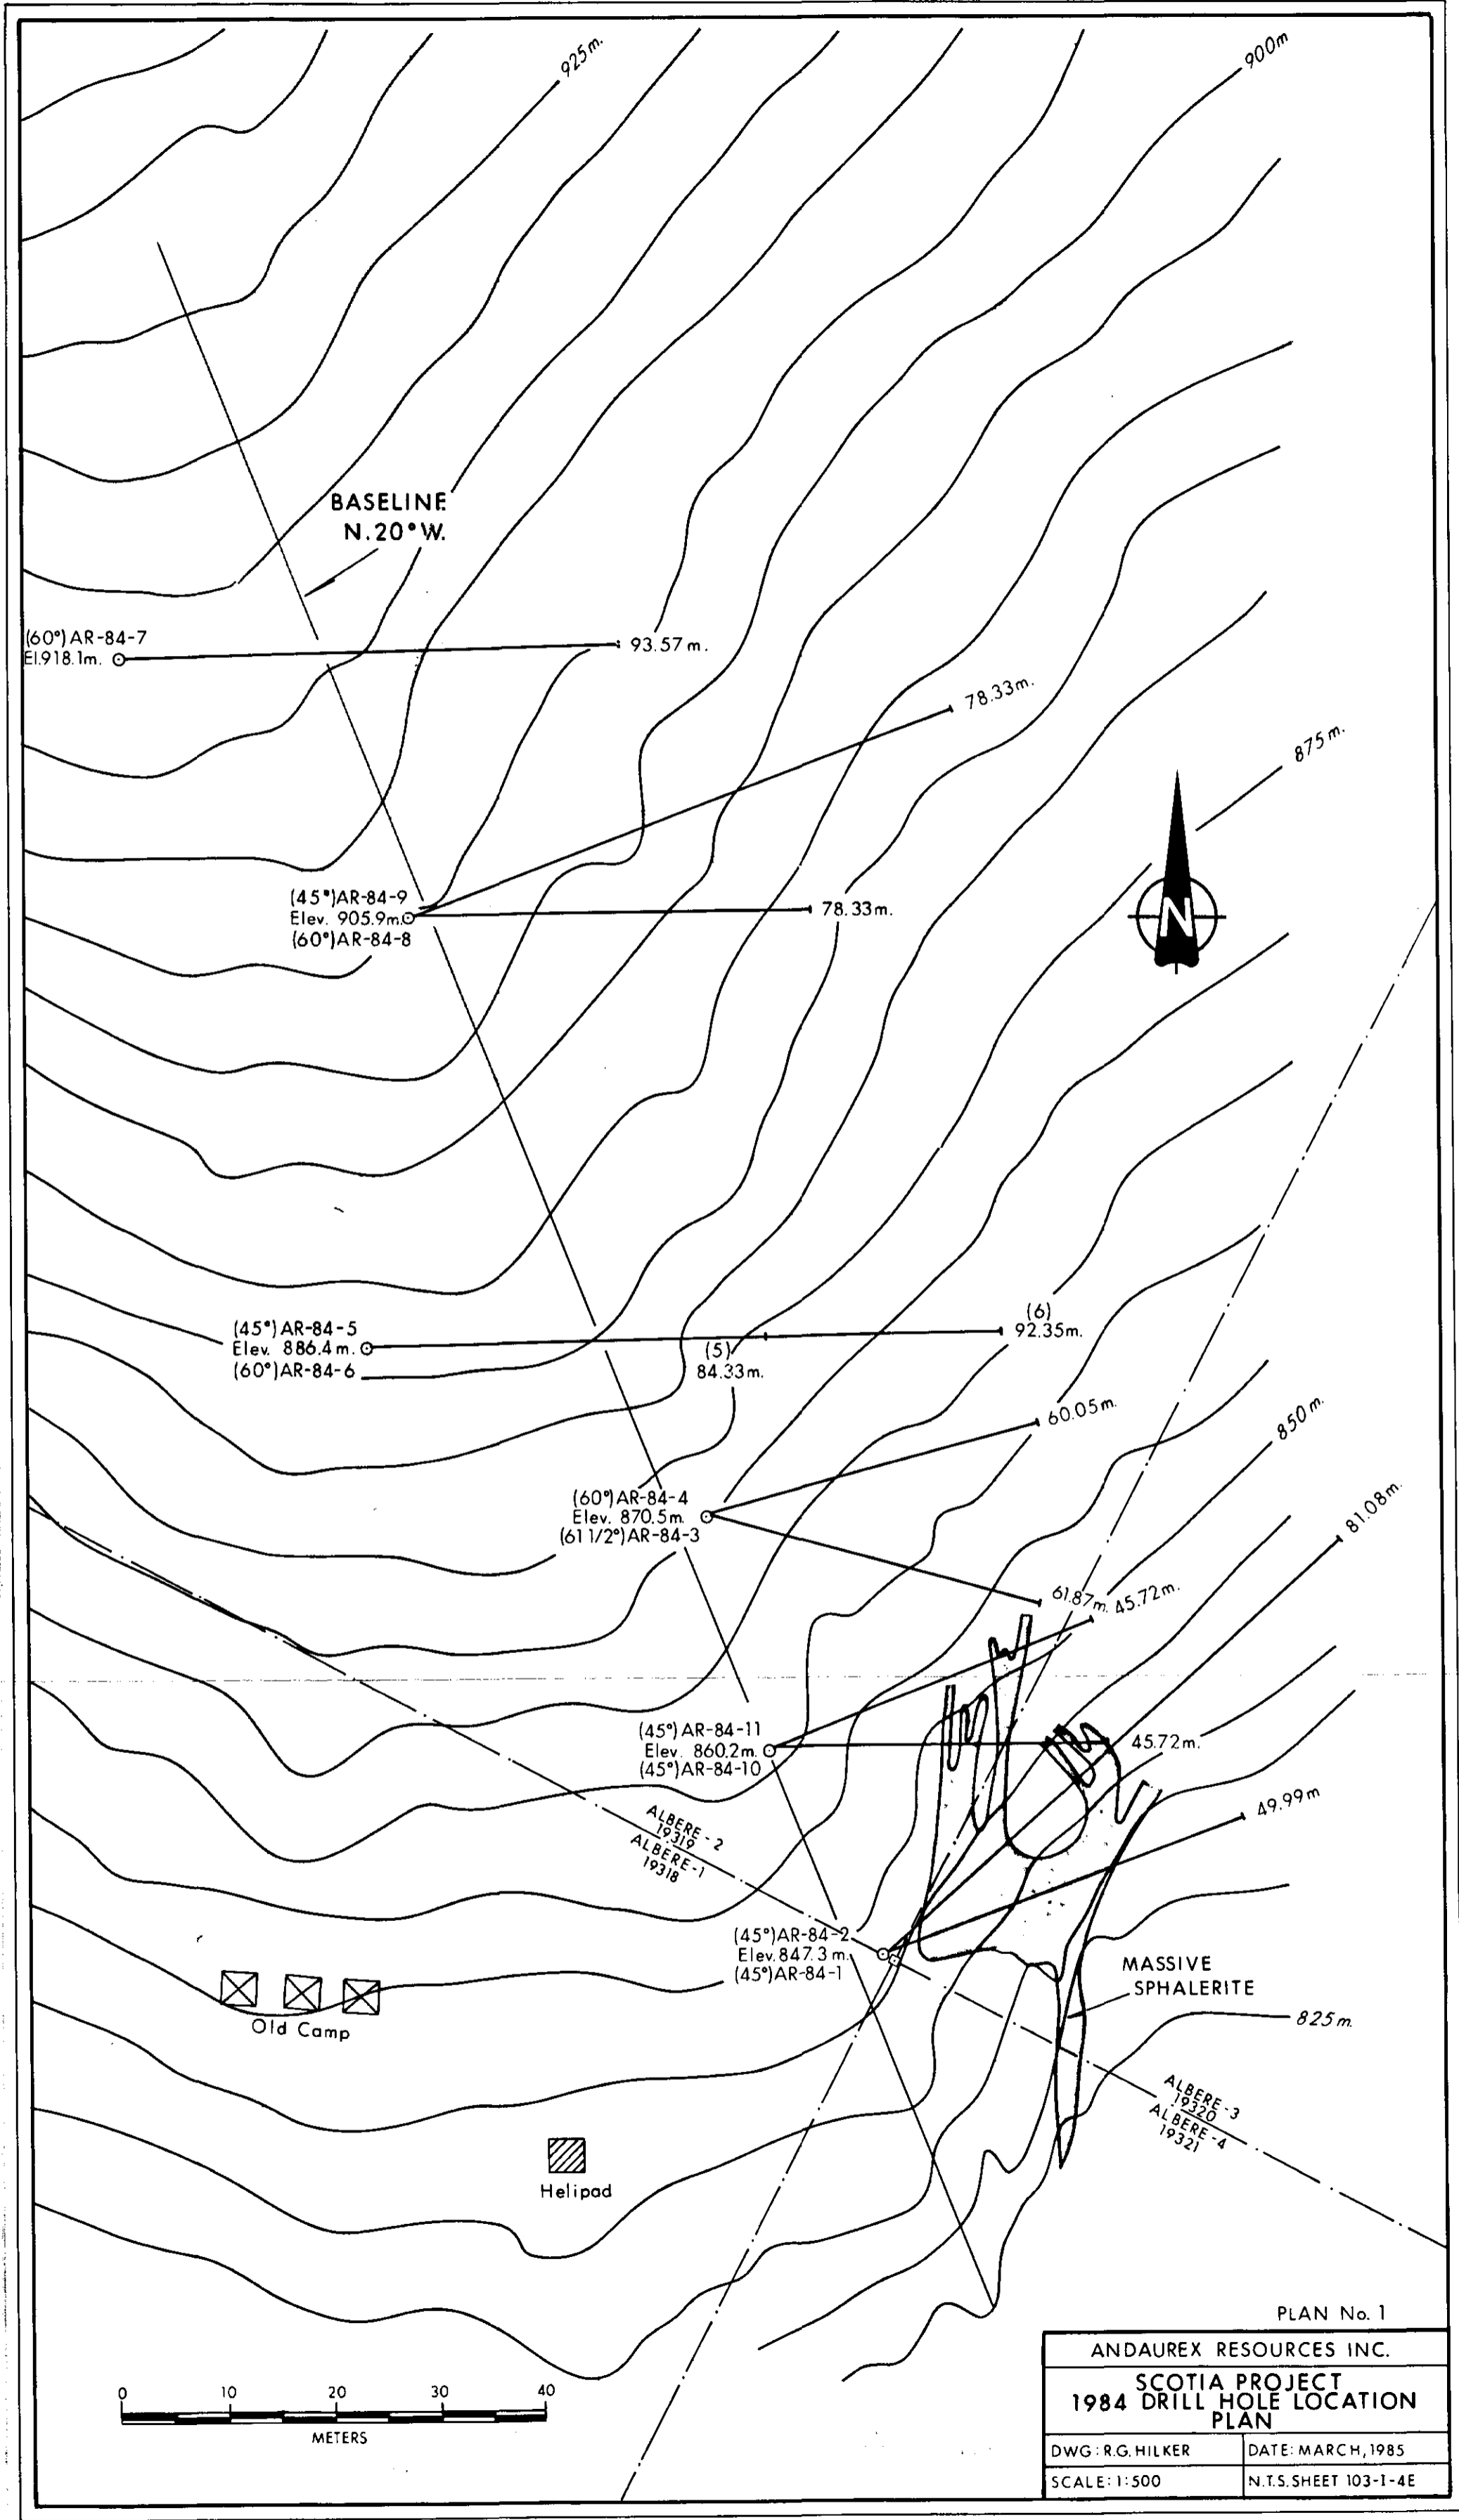 925m.
900m
BASELINE
N.20°W.
(60°)AR-84-7
El.918.1m.
93.57m.
78.33m.
875m.
(45°)AR-84-9
Elev. 905.9m.
(60°)AR-84-8
78.33m.
N
(45°)AR-84-5
Elev. 886.4m.
(60°)AR-84-6
(5)
84.33m.
(6)
92.35m.
60.05m.
850m.
81.08m.
(60°)AR-84-4
Elev. 870.5m.
(61 1/2°)AR-84-3
61.87m.
45.72m.
(45°)AR-84-11
Elev. 860.2m.
(45°)AR-84-10
45.72m.
49.99m
ALBERE-2
19319
ALBERE-1
19318
(45°)AR-84-2
Elev. 847.3m.
(45°)AR-84-1
MASSIVE
SPHALERITE
825m.
Old Camp
ALBERE-3
19320
ALBERE-4
19321
Helipad
PLAN No. 1
ANDAUREX RESOURCES INC.
SCOTIA PROJECT
1984 DRILL HOLE LOCATION
PLAN
DWG: R.G. HILKER
DATE: MARCH, 1985
SCALE: 1:500
N.T.S. SHEET 103-I-4E
0 10 20 30 40
METERS